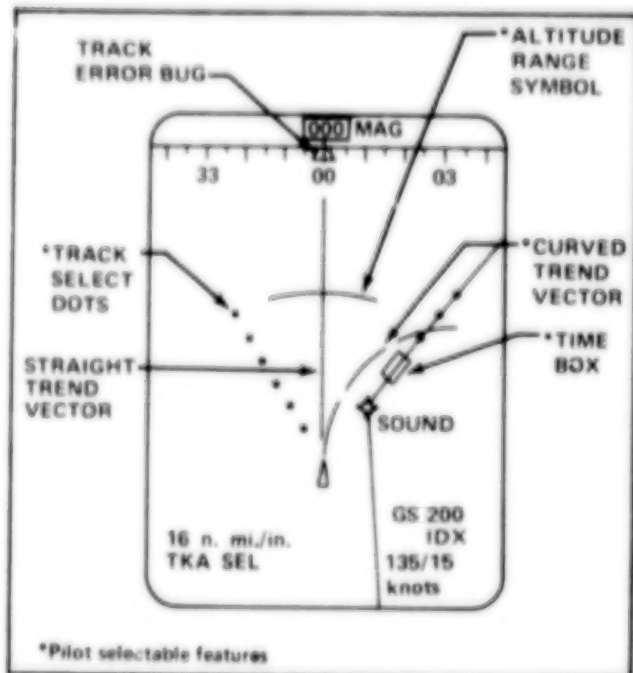 TRACK
ERROR BUG
*ALTITUDE
RANGE
SYMBOL
000 MAG
33 00 03
*TRACK
SELECT
DOTS
*CURVED
TREND
VECTOR
STRAIGHT
TREND
VECTOR
*TIME
BOX
SOUND
16 n. mi./in.
TKA SEL
GS 200
IDX
135/15
knots
*Pilot selectable features